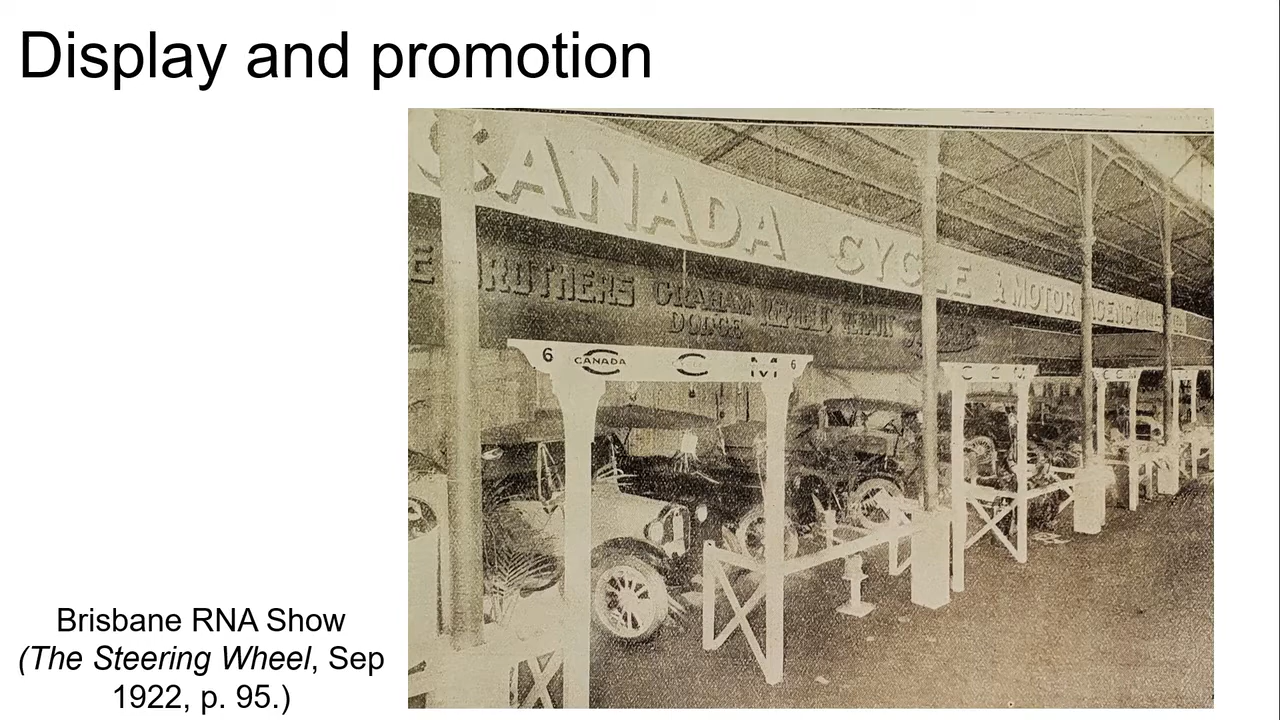 Display and promotion
CANADA CYCLE & MOTOR AGENCY
BROTHERS GRAHAM REPUBLIC
DODGE
6 CANADA C M 6
C C M
Brisbane RNA Show
(The Steering Wheel, Sep
1922, p. 95.)